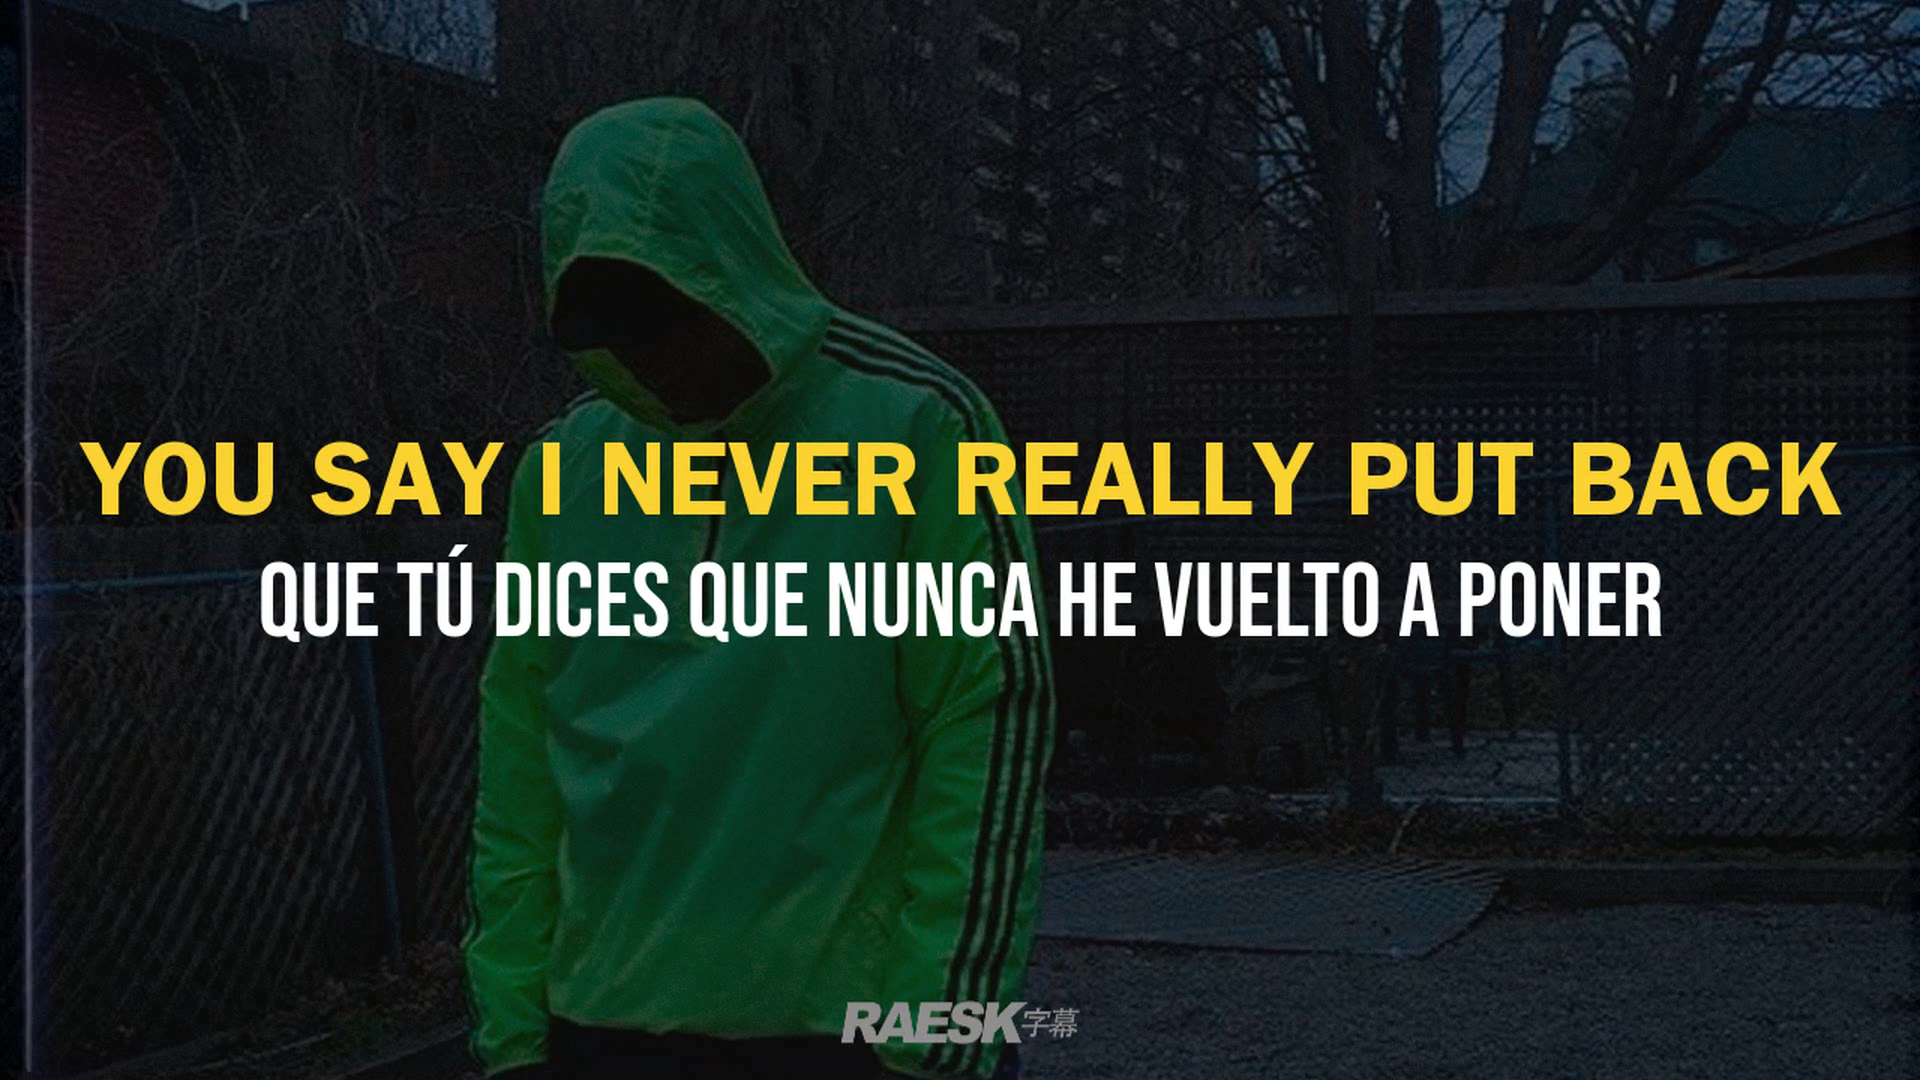 YOU SAY I NEVER REALLY PUT BACK
QUE TÚ DICES QUE NUNCA HE VUELTO A PONER
RAESK字幕